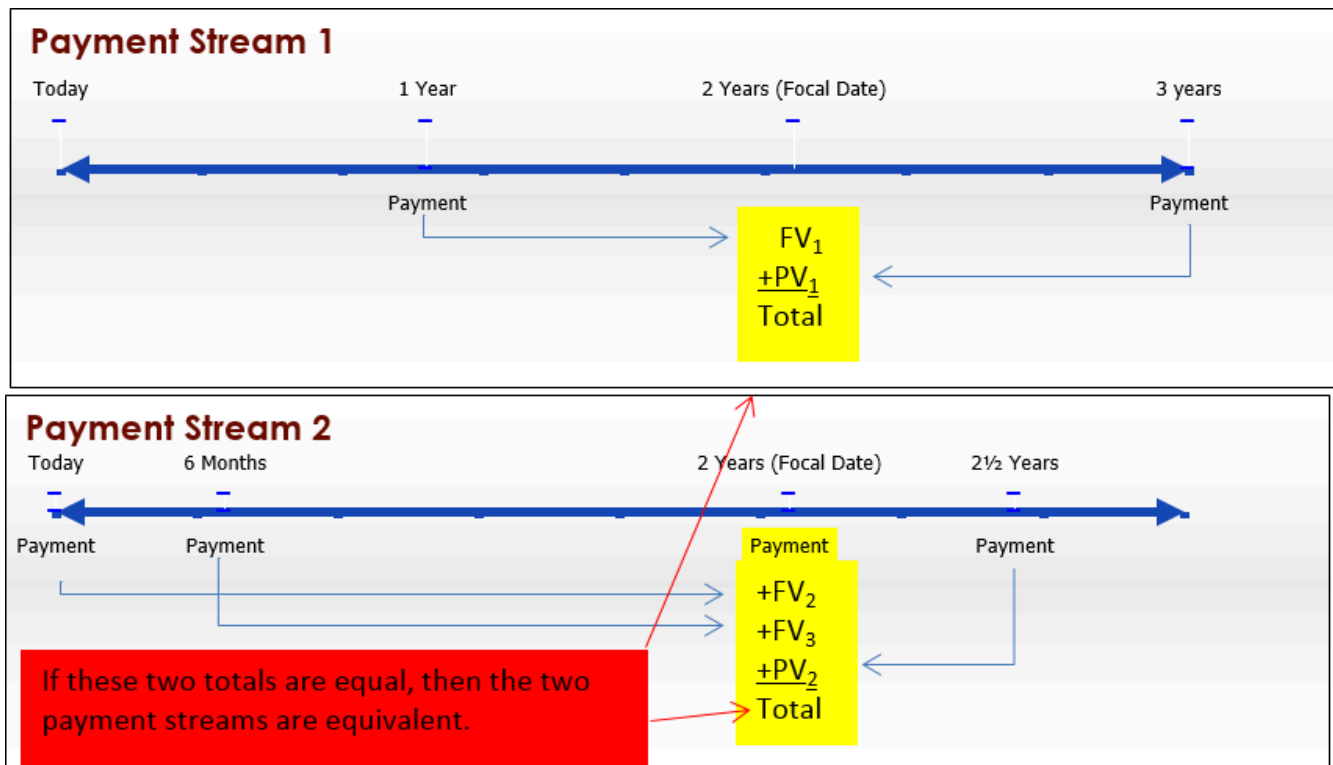 Payment Stream 1
Today 1 Year 2 Years (Focal Date) 3 years
Payment Payment
FV₁
+PV₁
Total
Payment Stream 2
Today 6 Months 2 Years (Focal Date) 2½ Years
Payment Payment Payment Payment
+FV₂
+FV₃
+PV₂
Total
If these two totals are equal, then the two
payment streams are equivalent.